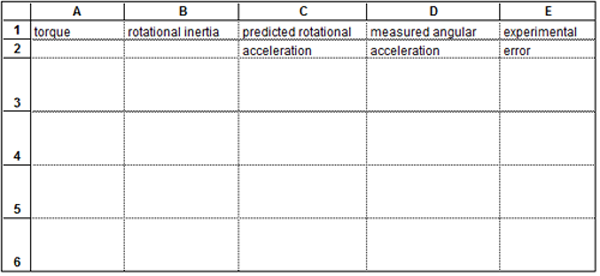 A B C D E
1 torque rotational inertia predicted rotational measured angular experimental
2 acceleration acceleration error
3
4
5
6